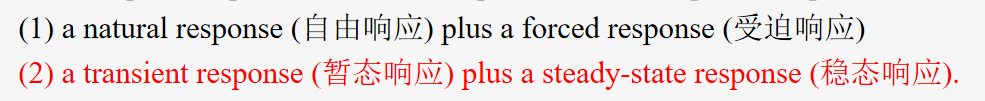 (1) a natural response (自由响应) plus a forced response (受迫响应)
(2) a transient response (暂态响应) plus a steady-state response (稳态响应).